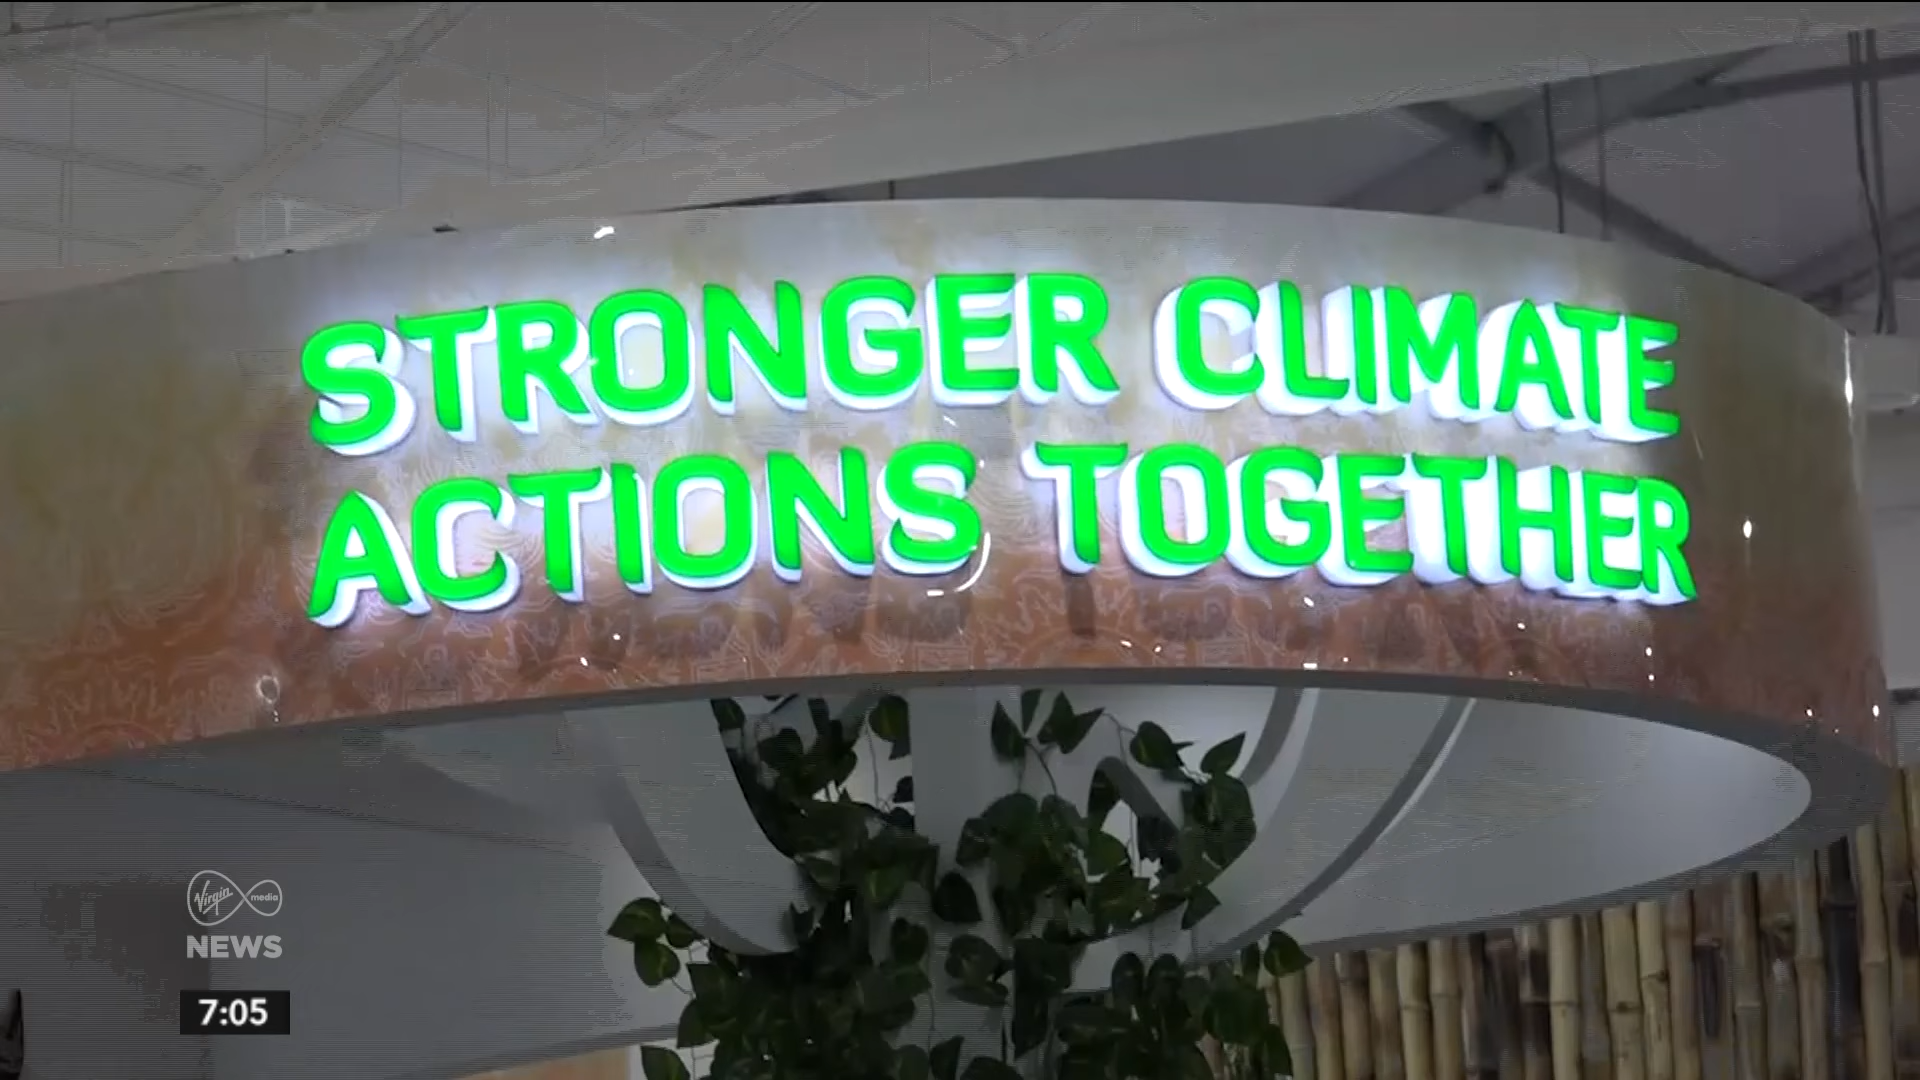 STRONGER CLIMATE
ACTIONS TOGETHER
Virgin media
NEWS
7:05